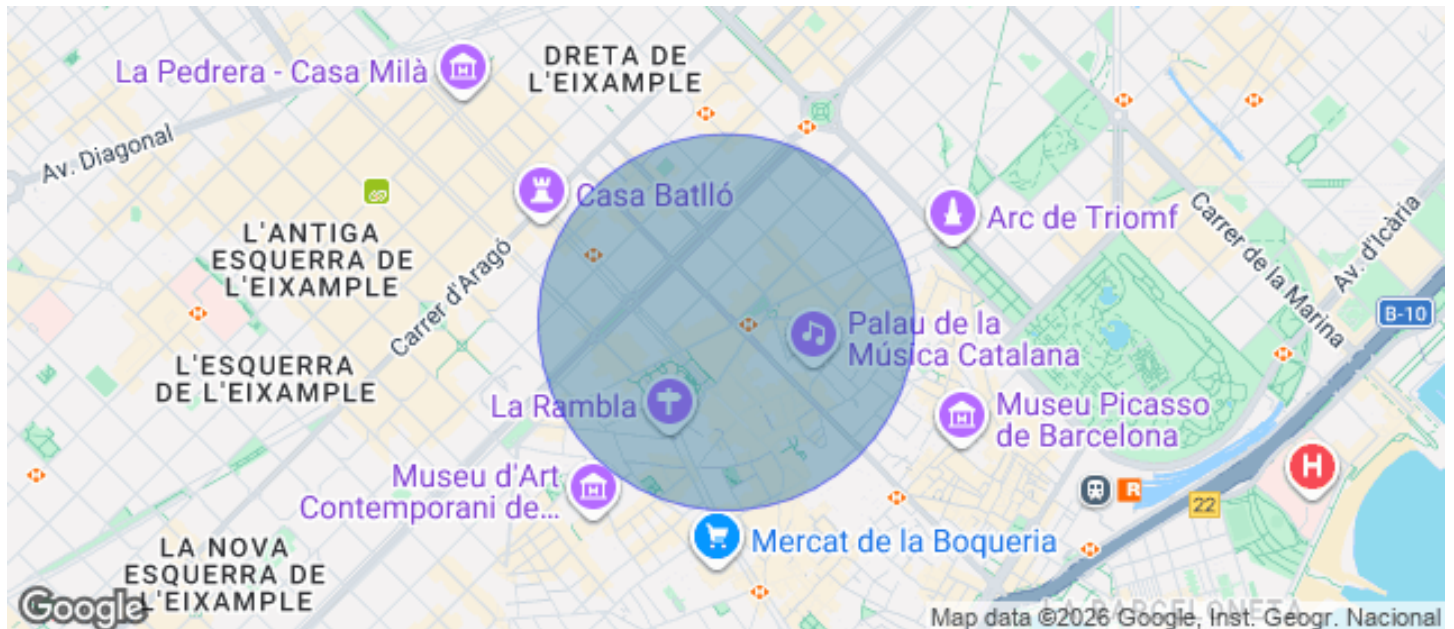 La Pedrera - Casa Milà
DRETA DE
L'EIXAMPLE
Av. Diagonal
Casa Batlló
Arc de Triomf
Carrer de la Marina
Av. d'Icària
L'ANTIGA
ESQUERRA DE
L'EIXAMPLE
Carrer d'Aragó
B-10
Palau de la
Música Catalana
L'ESQUERRA
DE L'EIXAMPLE
La Rambla
Museu Picasso
de Barcelona
H
Museu d'Art
Contemporani de...
R
22
Mercat de la Boqueria
LA NOVA
ESQUERRA DE
L'EIXAMPLE
Google
LA BARCELONETA
Map data ©2026 Google, Inst. Geogr. Nacional